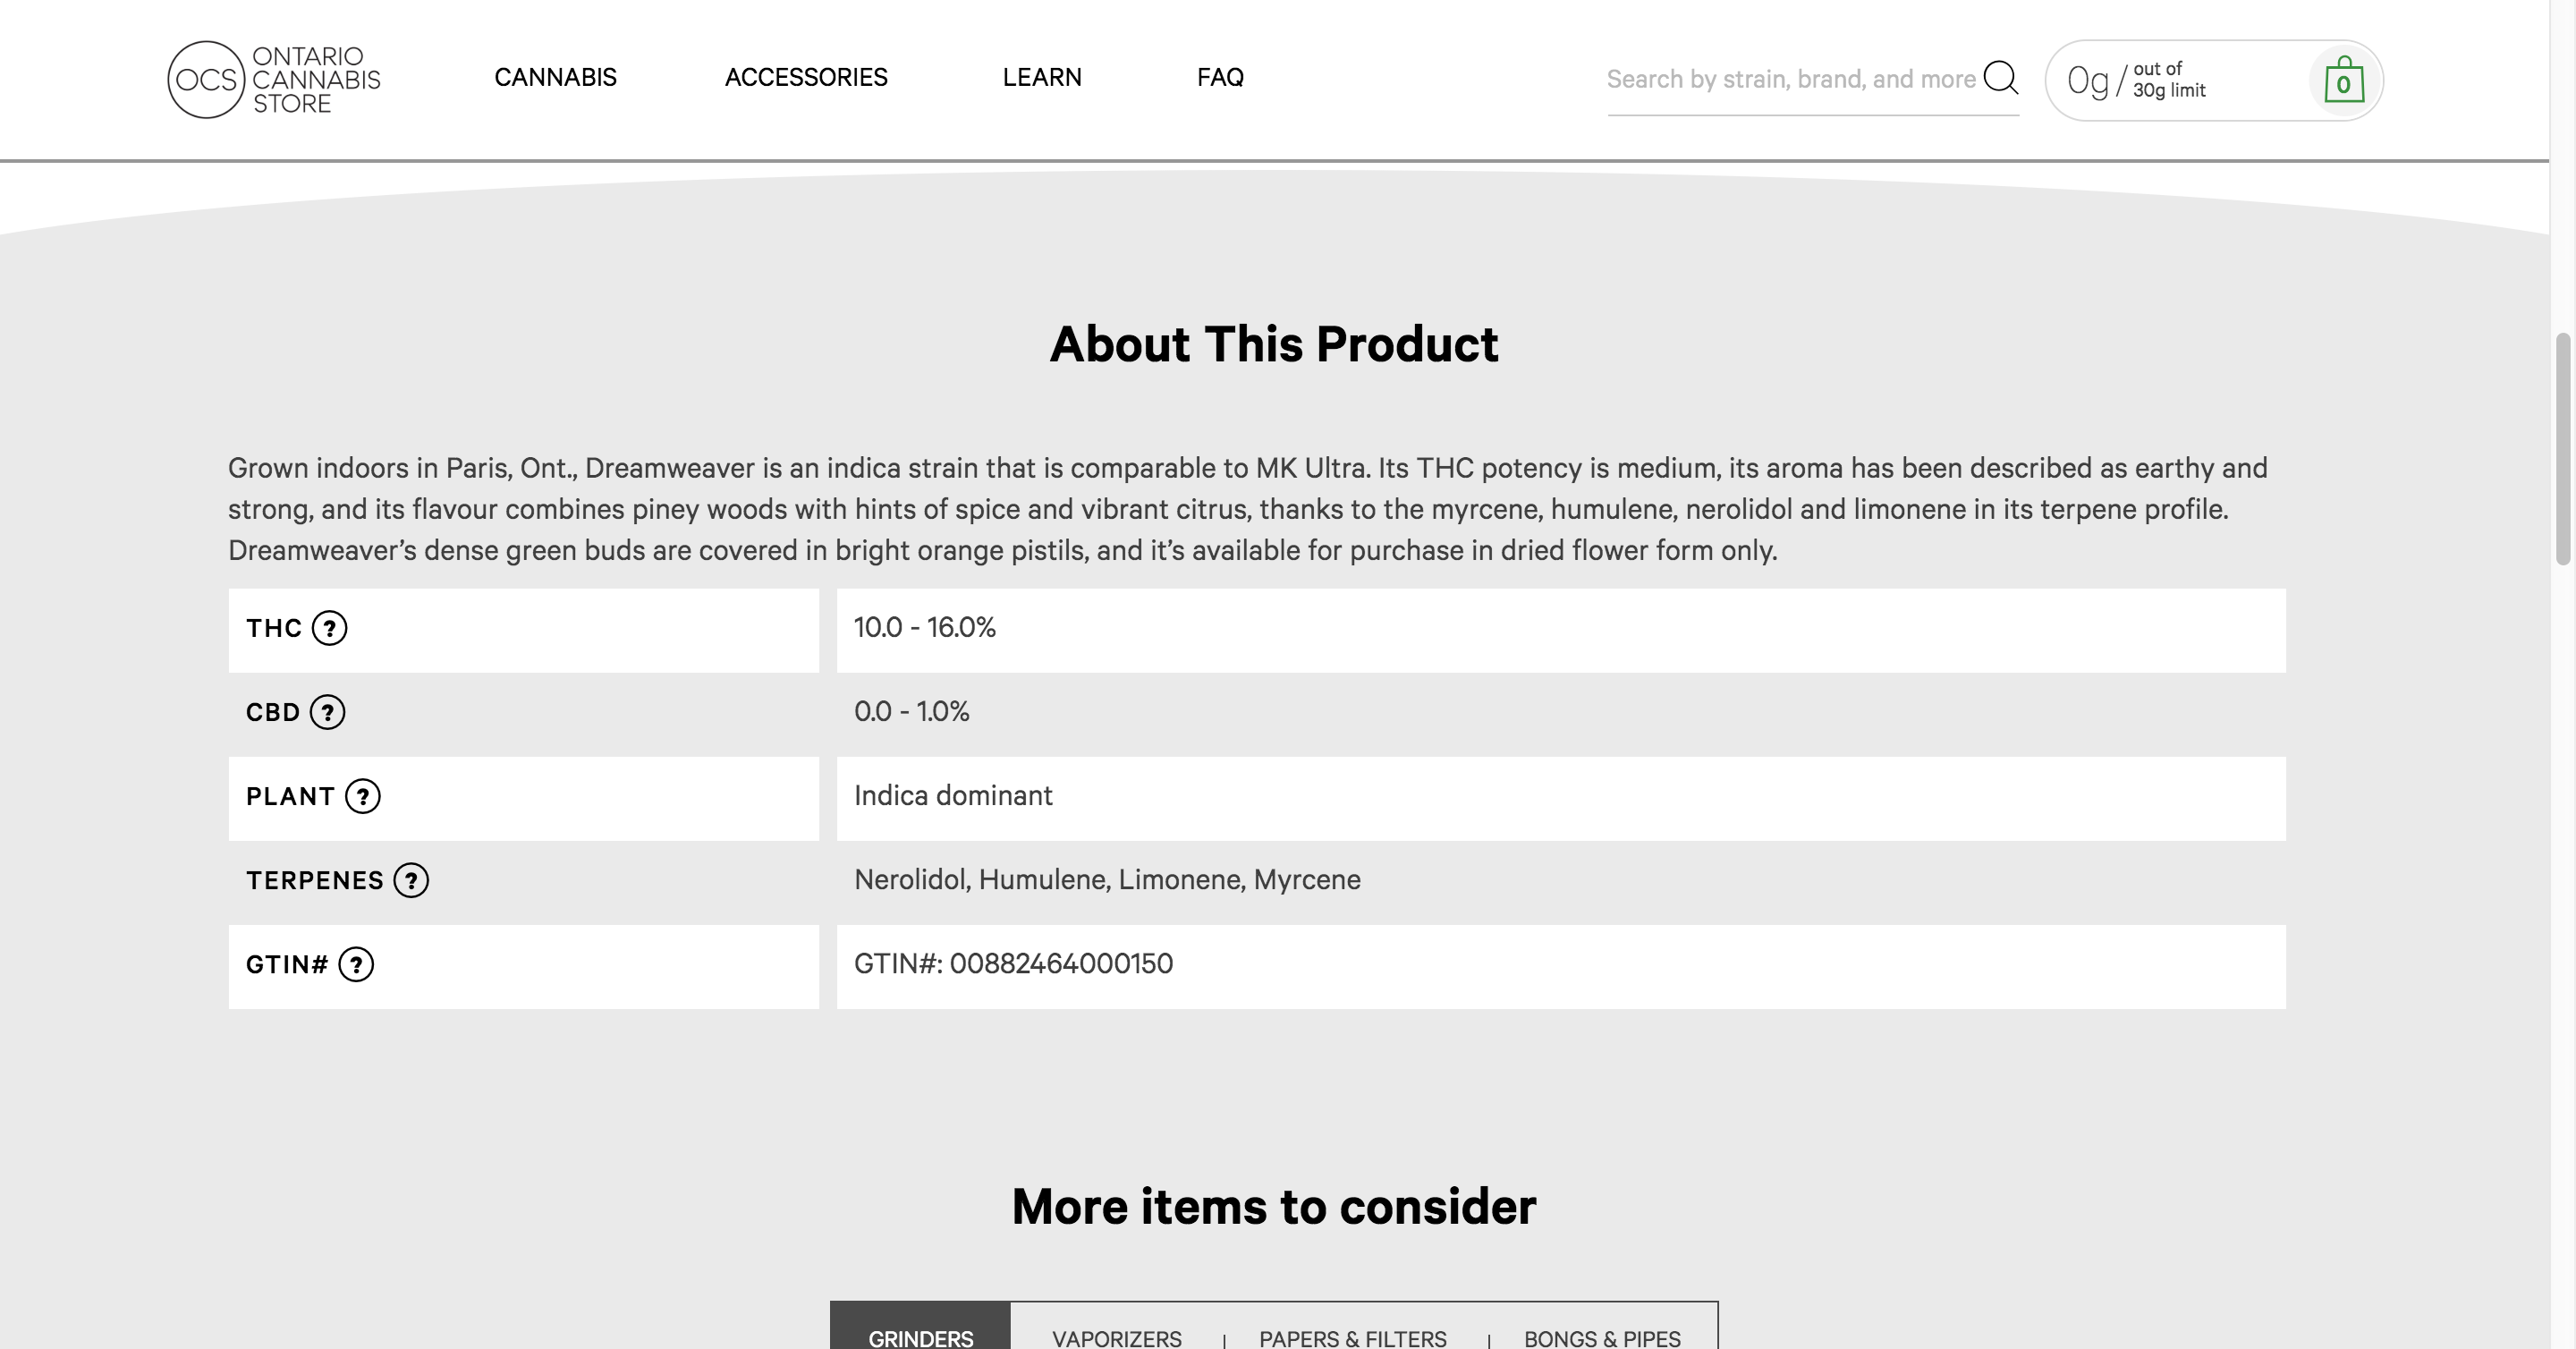 OCS
ONTARIO
CANNABIS
STORE
CANNABIS
ACCESSORIES
LEARN
FAQ
Search by strain, brand, and more
0g / out of
30g limit
0
About This Product
Grown indoors in Paris, Ont., Dreamweaver is an indica strain that is comparable to MK Ultra. Its THC potency is medium, its aroma has been described as earthy and
strong, and its flavour combines piney woods with hints of spice and vibrant citrus, thanks to the myrcene, humulene, nerolidol and limonene in its terpene profile.
Dreamweaver’s dense green buds are covered in bright orange pistils, and it’s available for purchase in dried flower form only.
THC ? 10.0 - 16.0%
CBD ? 0.0 - 1.0%
PLANT ? Indica dominant
TERPENES ? Nerolidol, Humulene, Limonene, Myrcene
GTIN# ? GTIN#: 00882464000150
More items to consider
GRINDERS VAPORIZERS | PAPERS & FILTERS | BONGS & PIPES